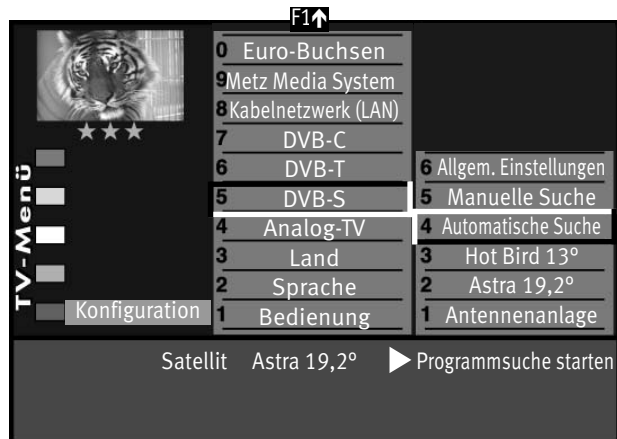 F1↑
0 Euro-Buchsen
9 Metz Media System
8 Kabelnetzwerk (LAN)
7 DVB-C
6 DVB-T
5 DVB-S
4 Analog-TV
3 Land
2 Sprache
1 Bedienung
6 Allgem. Einstellungen
5 Manuelle Suche
4 Automatische Suche
3 Hot Bird 13°
2 Astra 19,2°
1 Antennenanlage
TV-Menü
Konfiguration
Satellit Astra 19,2° ▶ Programmsuche starten